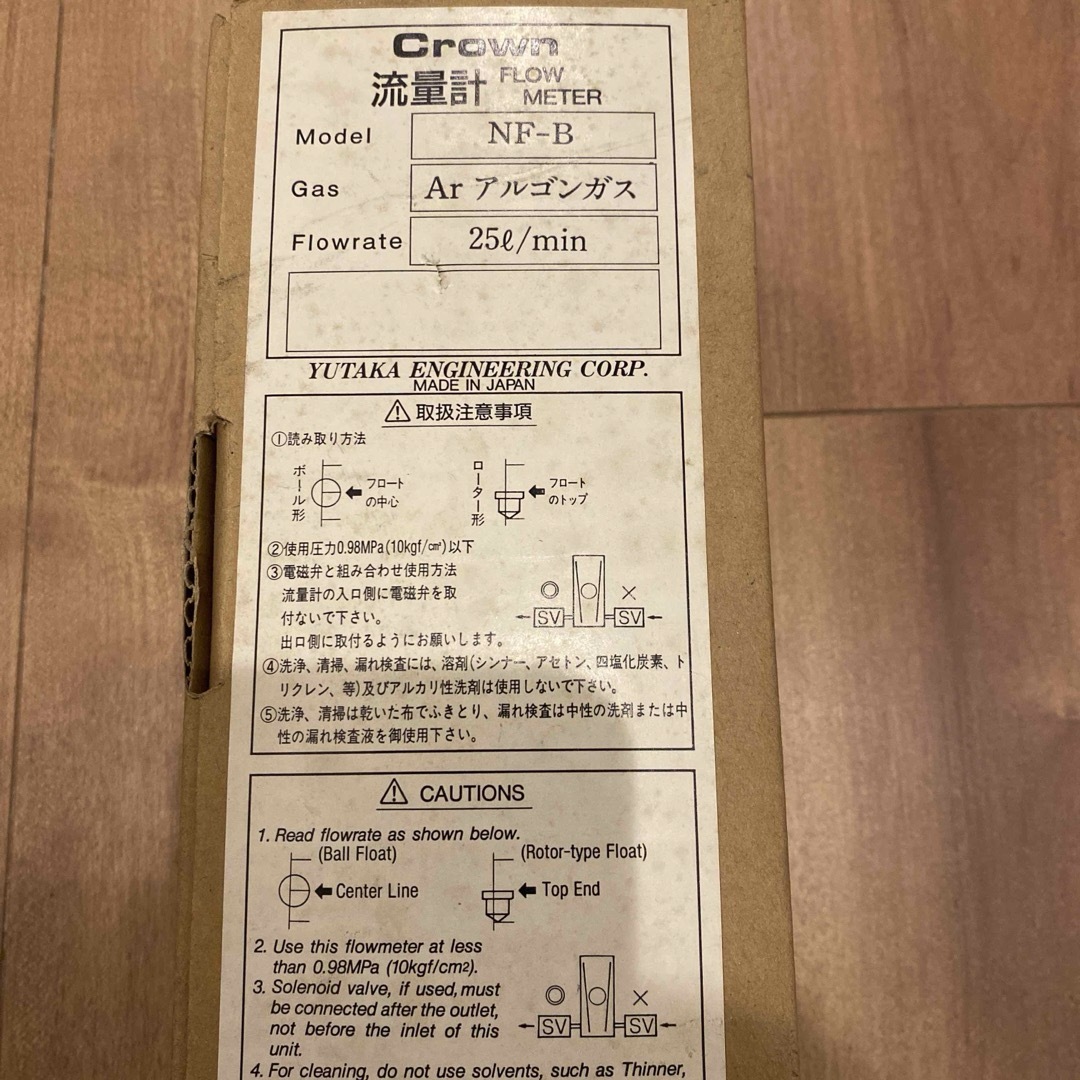 Crown
流量計 FLOW METER
Model NF-B
Gas Ar アルゴンガス
Flowrate 25ℓ/min
YUTAKA ENGINEERING CORP.
MADE IN JAPAN
⚠ 取扱注意事項
①読み取り方法
ボール形 フロートの中心
ローター形 フロートのトップ
②使用圧力0.98MPa(10kgf/㎠)以下
③電磁弁と組み合わせ使用方法
流量計の入口側に電磁弁を取
付ないで下さい。
出口側に取付るようにお願いします。
◎ ×
SV SV
④洗浄、清掃、漏れ検査には、溶剤(シンナー、アセトン、四塩化炭素、ト
リクレン、等)及びアルカリ性洗剤は使用しないで下さい。
⑤洗浄、清掃は乾いた布でふきとり、漏れ検査は中性の洗剤または中
性の漏れ検査液を御使用下さい。
⚠ CAUTIONS
1. Read flowrate as shown below.
(Ball Float) (Rotor-type Float)
Center Line Top End
2. Use this flowmeter at less
than 0.98MPa (10kgf/cm2).
3. Solenoid valve, if used, must
be connected after the outlet,
not before the inlet of this
unit.
◎ ×
SV SV
4. For cleaning, do not use solvents, such as Thinner,